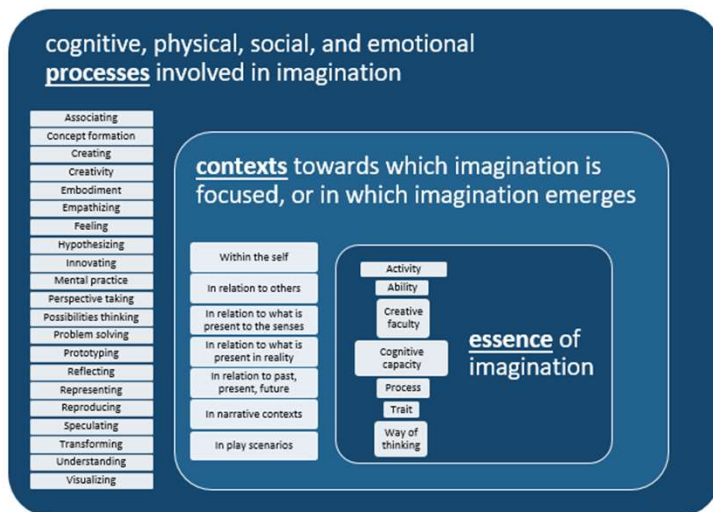 cognitive, physical, social, and emotional
processes involved in imagination
Associating
Concept formation
Creating
Creativity
Embodiment
Empathizing
Feeling
Hypothesizing
Innovating
Mental practice
Perspective taking
Possibilities thinking
Problem solving
Prototyping
Reflecting
Representing
Reproducing
Speculating
Transforming
Understanding
Visualizing
contexts towards which imagination is
focused, or in which imagination emerges
Within the self
In relation to others
In relation to what is
present to the senses
In relation to what is
present in reality
In relation to past,
present, future
In narrative contexts
In play scenarios
Activity
Ability
Creative
faculty
Cognitive
capacity
Process
Trait
Way of
thinking
essence of
imagination